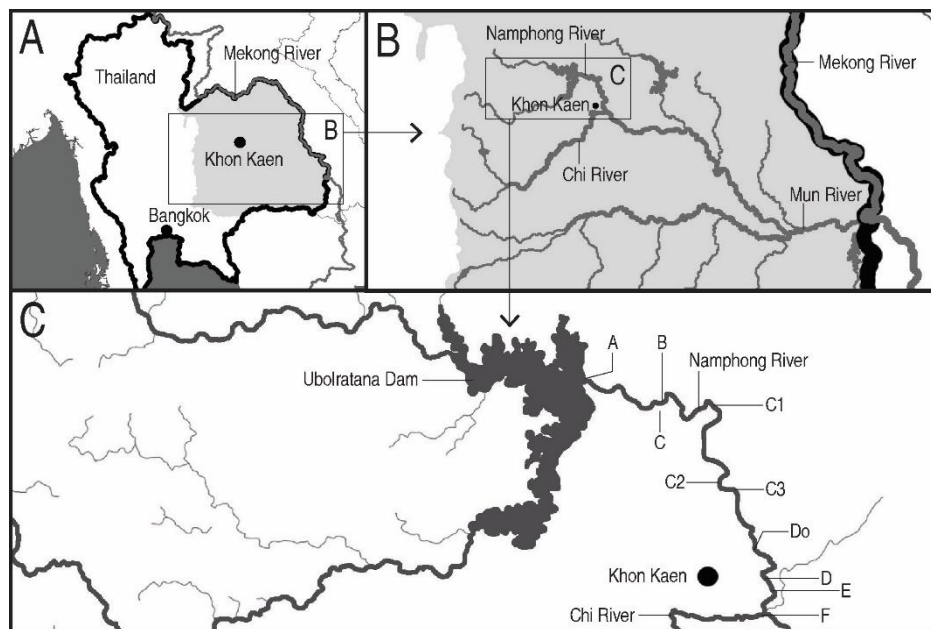 A
Mekong River
Thailand
B
Khon Kaen
Bangkok
B
Namphong River
Mekong River
C
Khon Kaen
Chi River
Mun River
C
A
B
Namphong River
Ubolratana Dam
C1
C
C2
C3
Do
Khon Kaen
D
E
Chi River
F